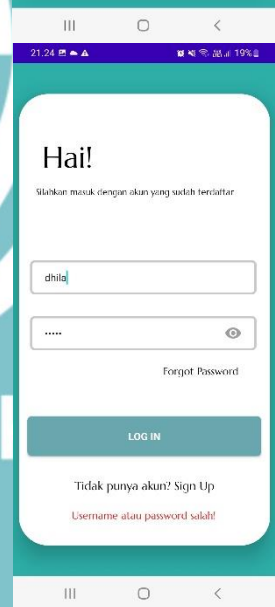 21.24
19%
Hai!
Silahkan masuk dengan akun yang sudah terdaftar
dhila
•••••
Forgot Password
LOG IN
Tidak punya akun? Sign Up
Username atau password salah!